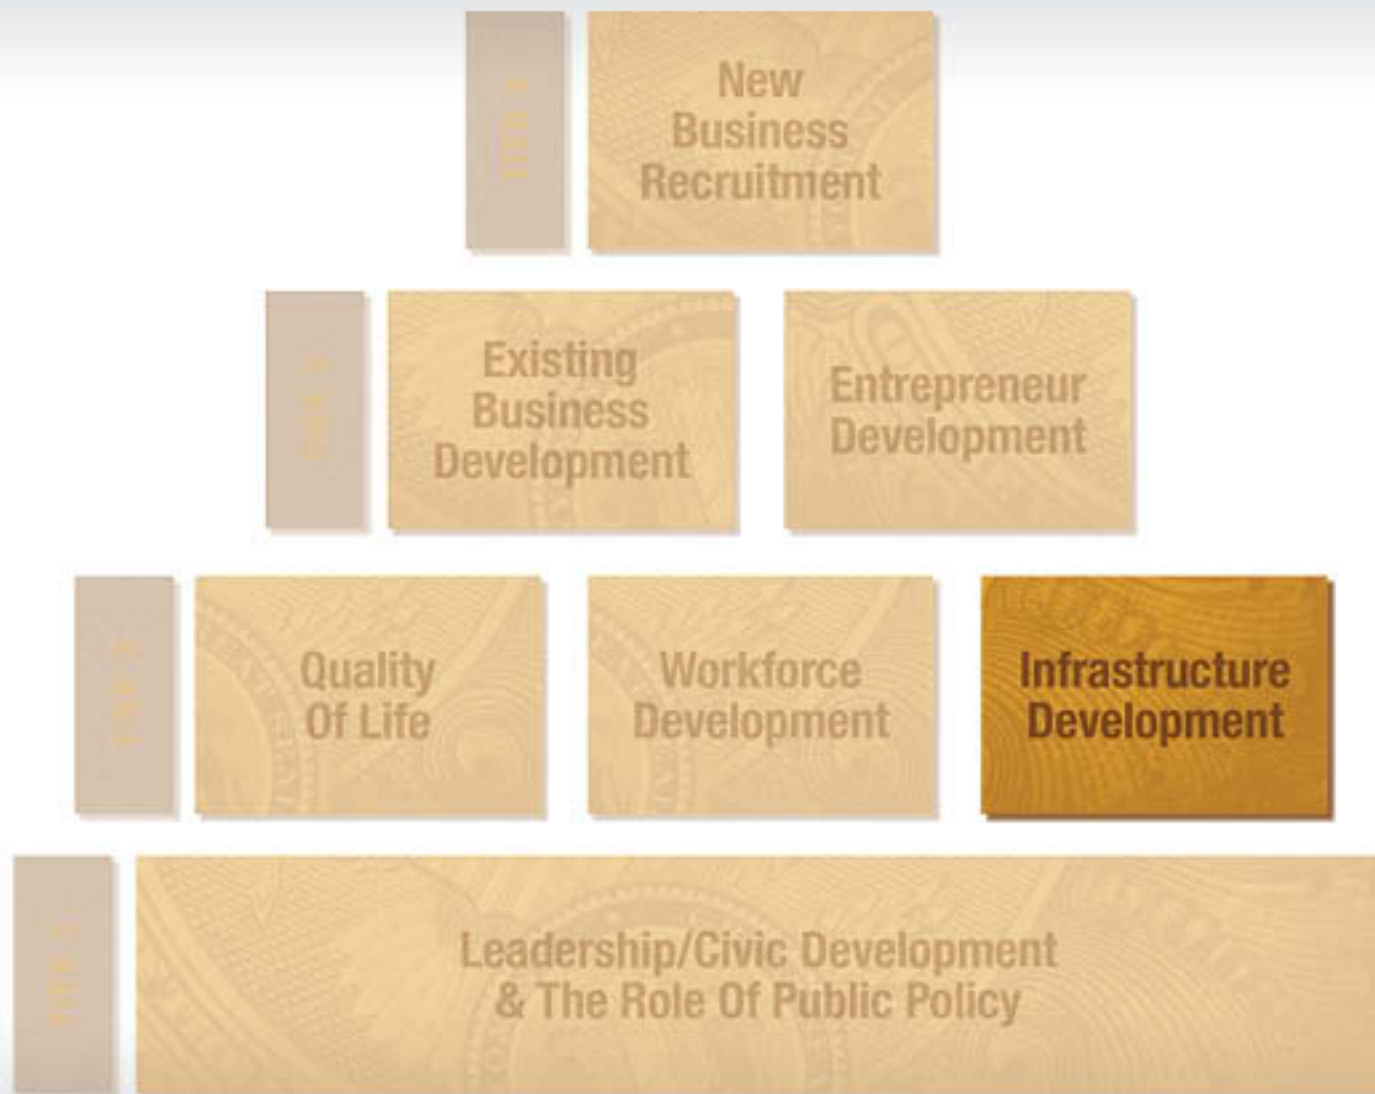 New
Business
Recruitment
Existing
Business
Development
Entrepreneur
Development
Quality
Of Life
Workforce
Development
Infrastructure
Development
Leadership/Civic Development
& The Role Of Public Policy